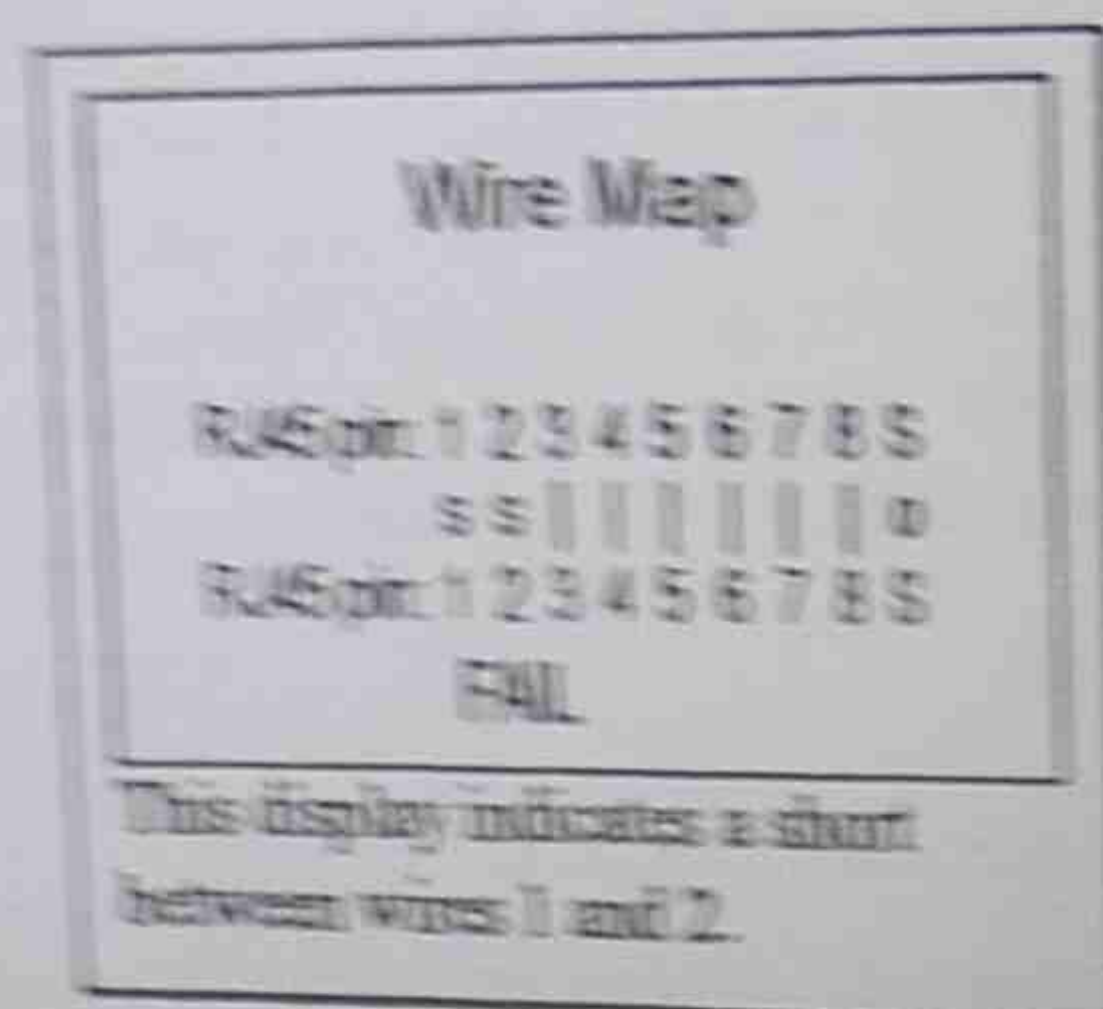 Wire Map
RJ45 pin: 1 2 3 4 5 6 7 8 S
s s | | | | | | o
RJ45 pin: 1 2 3 4 5 6 7 8 S
FAIL
This display indicates a short
between wires 1 and 2.